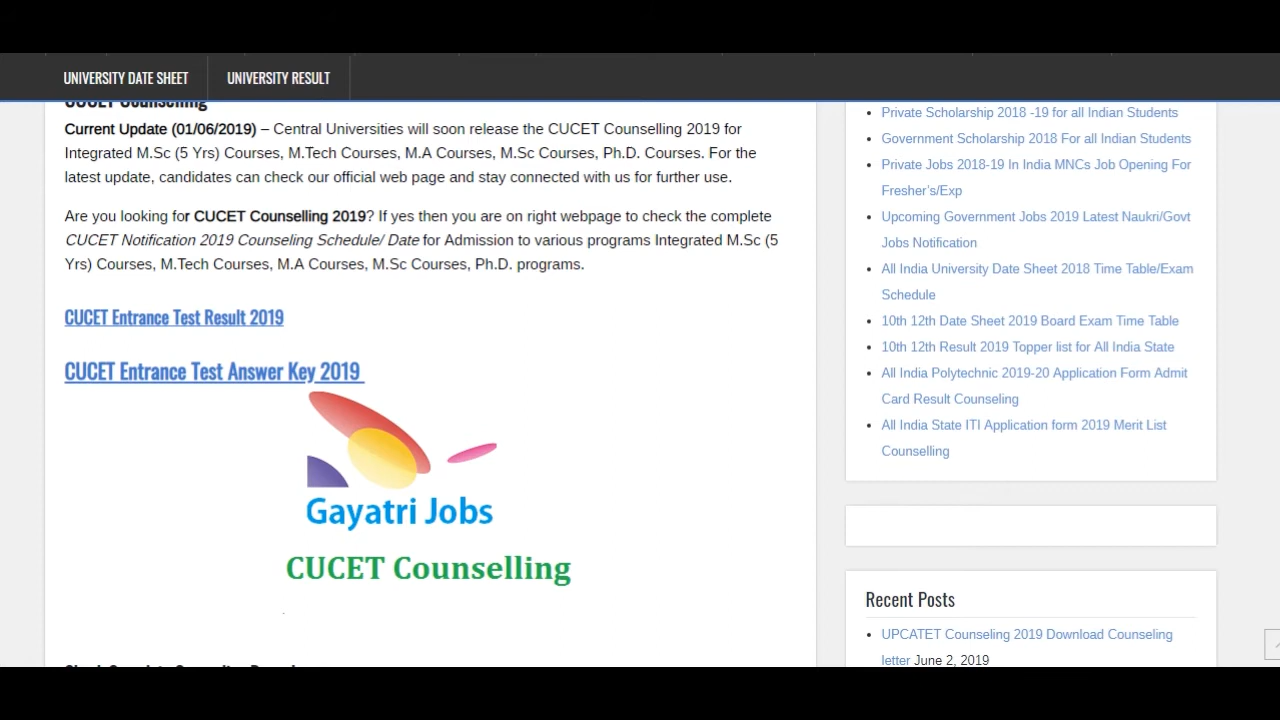 UNIVERSITY DATE SHEET UNIVERSITY RESULT
CUCET Counselling
Current Update (01/06/2019) – Central Universities will soon release the CUCET Counselling 2019 for
Integrated M.Sc (5 Yrs) Courses, M.Tech Courses, M.A Courses, M.Sc Courses, Ph.D. Courses. For the
latest update, candidates can check our official web page and stay connected with us for further use.
Are you looking for CUCET Counselling 2019? If yes then you are on right webpage to check the complete
CUCET Notification 2019 Counseling Schedule/ Date for Admission to various programs Integrated M.Sc (5
Yrs) Courses, M.Tech Courses, M.A Courses, M.Sc Courses, Ph.D. programs.
CUCET Entrance Test Result 2019
CUCET Entrance Test Answer Key 2019
Gayatri Jobs
CUCET Counselling
Private Scholarship 2018 -19 for all Indian Students
Government Scholarship 2018 For all Indian Students
Private Jobs 2018-19 In India MNCs Job Opening For
Fresher's/Exp
Upcoming Government Jobs 2019 Latest Naukri/Govt
Jobs Notification
All India University Date Sheet 2018 Time Table/Exam
Schedule
10th 12th Date Sheet 2019 Board Exam Time Table
10th 12th Result 2019 Topper list for All India State
All India Polytechnic 2019-20 Application Form Admit
Card Result Counseling
All India State ITI Application form 2019 Merit List
Counselling
Recent Posts
UPCATET Counseling 2019 Download Counseling
letter June 2, 2019